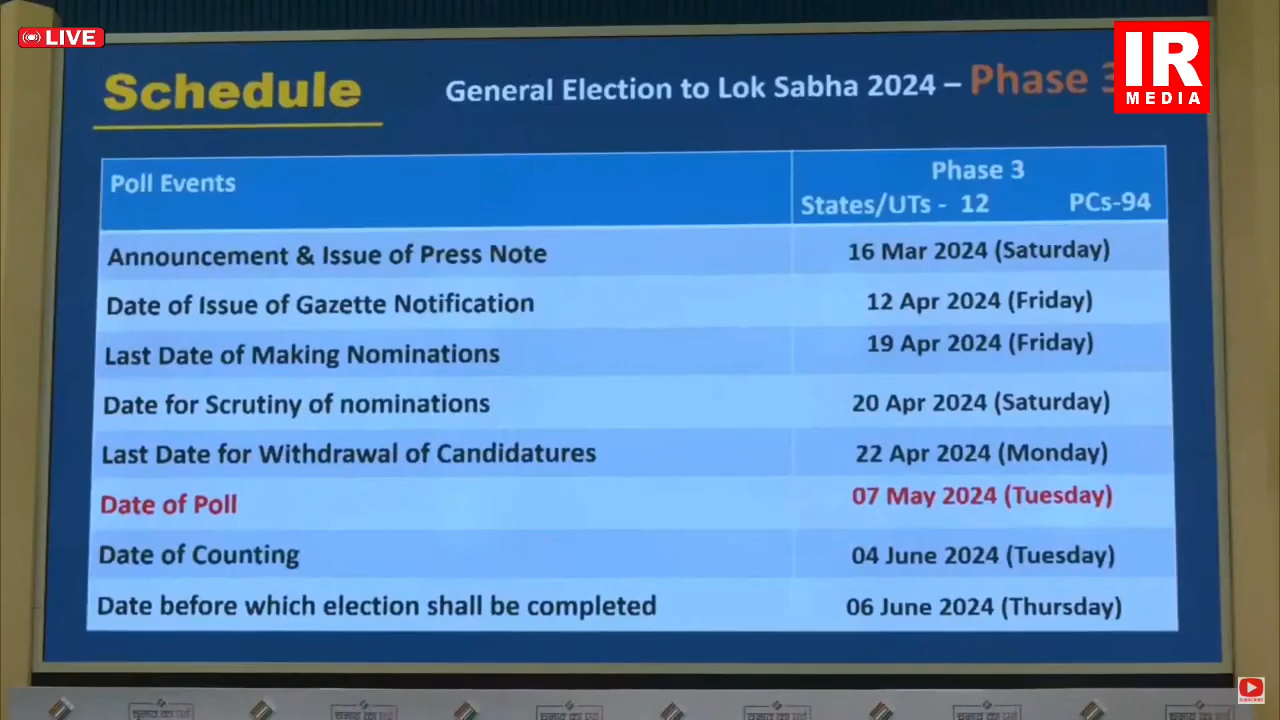 LIVE
IR
MEDIA
Schedule
General Election to Lok Sabha 2024 – Phase 3
Poll Events
Phase 3
States/UTs - 12 PCs-94
Announcement & Issue of Press Note 16 Mar 2024 (Saturday)
Date of Issue of Gazette Notification 12 Apr 2024 (Friday)
Last Date of Making Nominations 19 Apr 2024 (Friday)
Date for Scrutiny of nominations 20 Apr 2024 (Saturday)
Last Date for Withdrawal of Candidatures 22 Apr 2024 (Monday)
Date of Poll 07 May 2024 (Tuesday)
Date of Counting 04 June 2024 (Tuesday)
Date before which election shall be completed 06 June 2024 (Thursday)